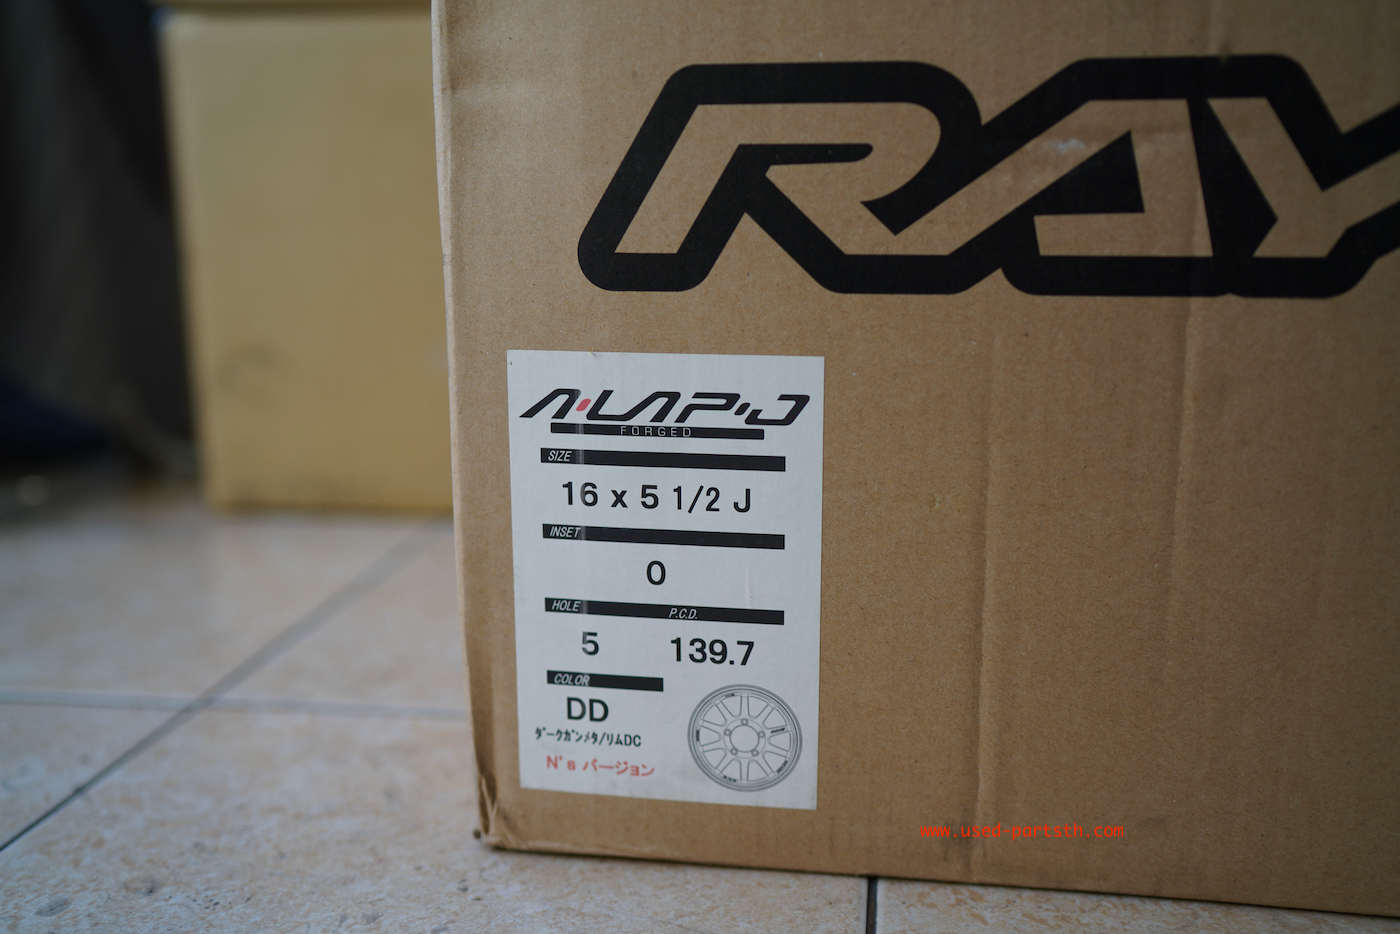 RAY
A·LAP·J
FORGED
SIZE
16 x 5 1/2 J
INSET
0
HOLE P.C.D.
5 139.7
COLOR
DD
ダークガンメタ/リムDC
N's バージョン
www.used-partsth.com